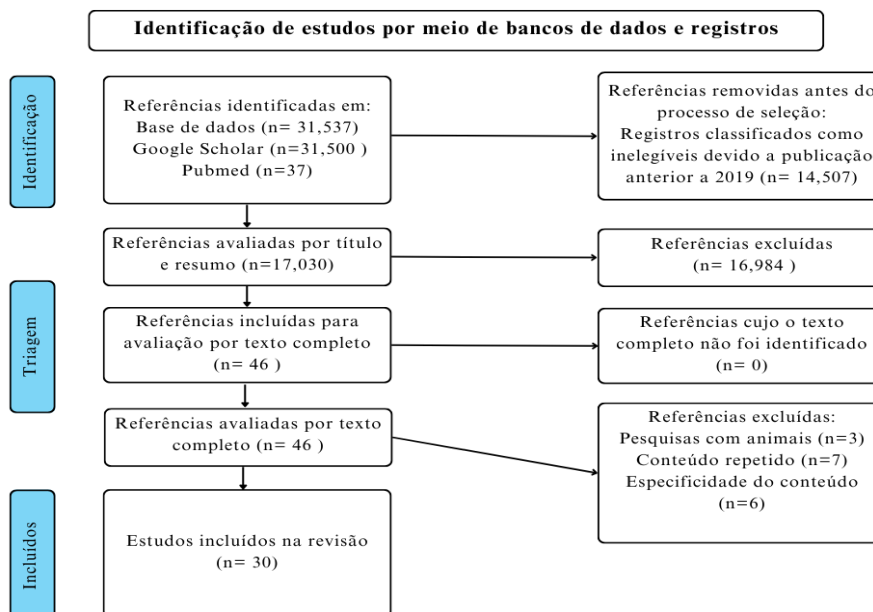 Identificação de estudos por meio de bancos de dados e registros
Identificação
Referências identificadas em:
Base de dados (n= 31,537)
Google Scholar (n=31,500 )
Pubmed (n=37)
Referências removidas antes do
processo de seleção:
Registros classificados como
inelegíveis devido a publicação
anterior a 2019 (n= 14,507)
Referências avaliadas por título
e resumo (n=17,030)
Referências excluídas
(n= 16,984 )
Triagem
Referências incluídas para
avaliação por texto completo
(n= 46 )
Referências cujo o texto
completo não foi identificado
(n= 0)
Referências avaliadas por texto
completo (n= 46 )
Referências excluídas:
Pesquisas com animais (n=3)
Conteúdo repetido (n=7)
Especificidade do conteúdo
(n=6)
Incluídos
Estudos incluídos na revisão
(n= 30)